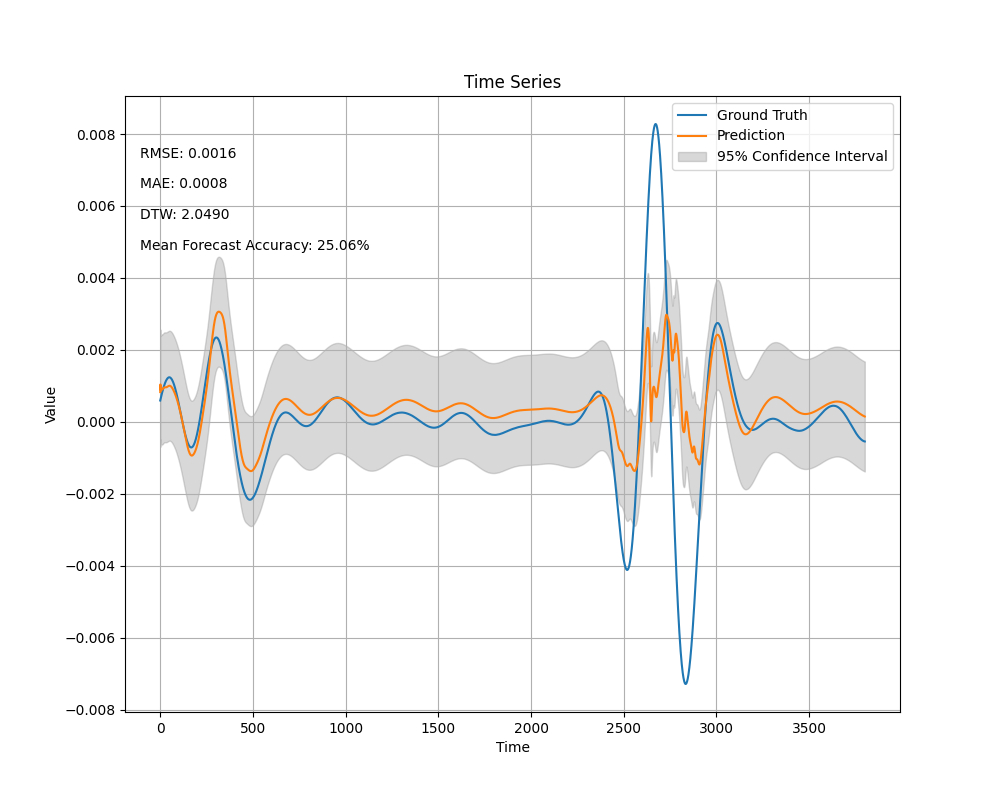 Time Series
Ground Truth
Prediction
95% Confidence Interval
RMSE: 0.0016
MAE: 0.0008
DTW: 2.0490
Mean Forecast Accuracy: 25.06%
0.008
0.006
0.004
0.002
0.000
−0.002
−0.004
−0.006
−0.008
Value
0 500 1000 1500 2000 2500 3000 3500
Time